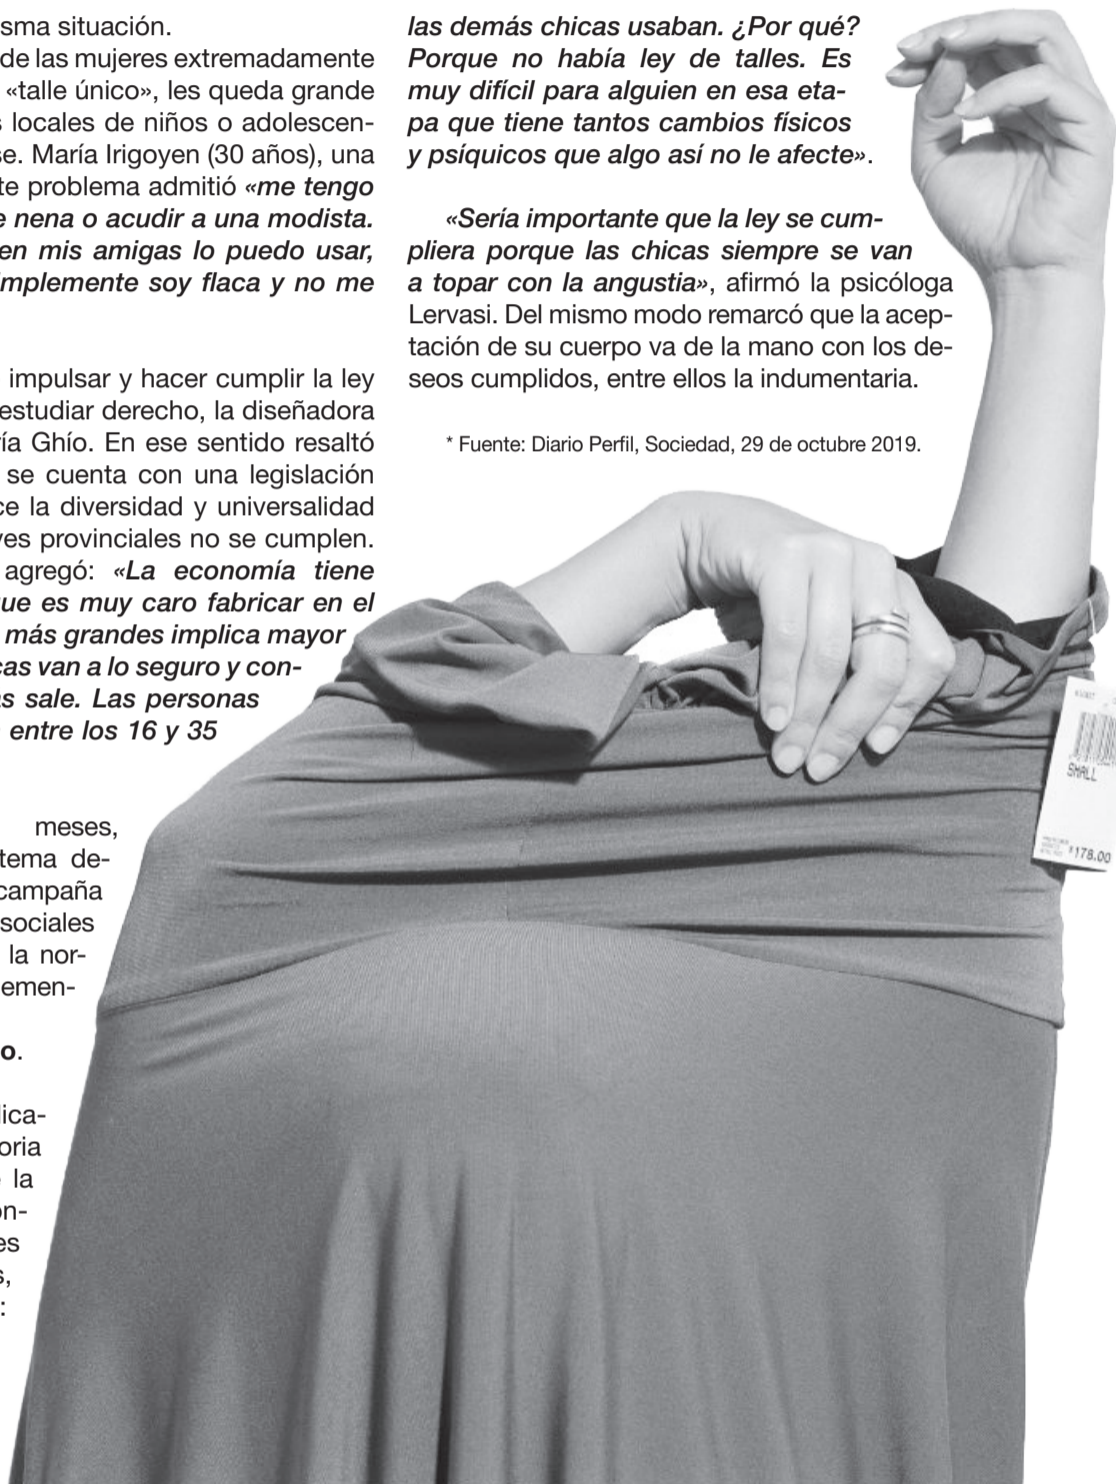 sma situación.
de las mujeres extremadamente
«talle único», les queda grande
s locales de niños o adolescen-
se. María Irigoyen (30 años), una
te problema admitió «me tengo
e nena o acudir a una modista.
en mis amigas lo puedo usar,
implemente soy flaca y no me
impulsar y hacer cumplir la ley
estudiar derecho, la diseñadora
ría Ghío. En ese sentido resaltó
se cuenta con una legislación
ce la diversidad y universalidad
yes provinciales no se cumplen.
agregó: «La economía tiene
que es muy caro fabricar en el
más grandes implica mayor
cas van a lo seguro y con-
as sale. Las personas
entre los 16 y 35
meses,
tema de-
campaña
sociales
la nor-
emen-
o.
lica-
oria
la
on-
es
s,
:
las demás chicas usaban. ¿Por qué?
Porque no había ley de talles. Es
muy difícil para alguien en esa eta-
pa que tiene tantos cambios físicos
y psíquicos que algo así no le afecte».
«Sería importante que la ley se cum-
pliera porque las chicas siempre se van
a topar con la angustia», afirmó la psicóloga
Lervasi. Del mismo modo remarcó que la acep-
tación de su cuerpo va de la mano con los de-
seos cumplidos, entre ellos la indumentaria.
* Fuente: Diario Perfil, Sociedad, 29 de octubre 2019.
SMALL
$178.00